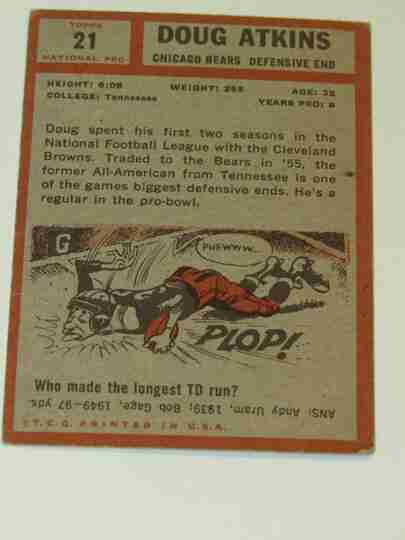 TOPPS
21
NATIONAL PRO
DOUG ATKINS
CHICAGO BEARS DEFENSIVE END
HEIGHT: 6:08 WEIGHT: 255 AGE: 32
COLLEGE: Tennessee YEARS PRO: 8
Doug spent his first two seasons in the
National Football League with the Cleveland
Browns. Traded to the Bears in '55, the
former All-American from Tennessee is one
of the games biggest defensive ends. He's a
regular in the pro-bowl.
G
PHEWWW...
PLOP!
Who made the longest TD run?
ANS: Andy Uram, 1939; Bob Gage, 1949–97 yds.
T.C.G. PRINTED IN U.S.A.